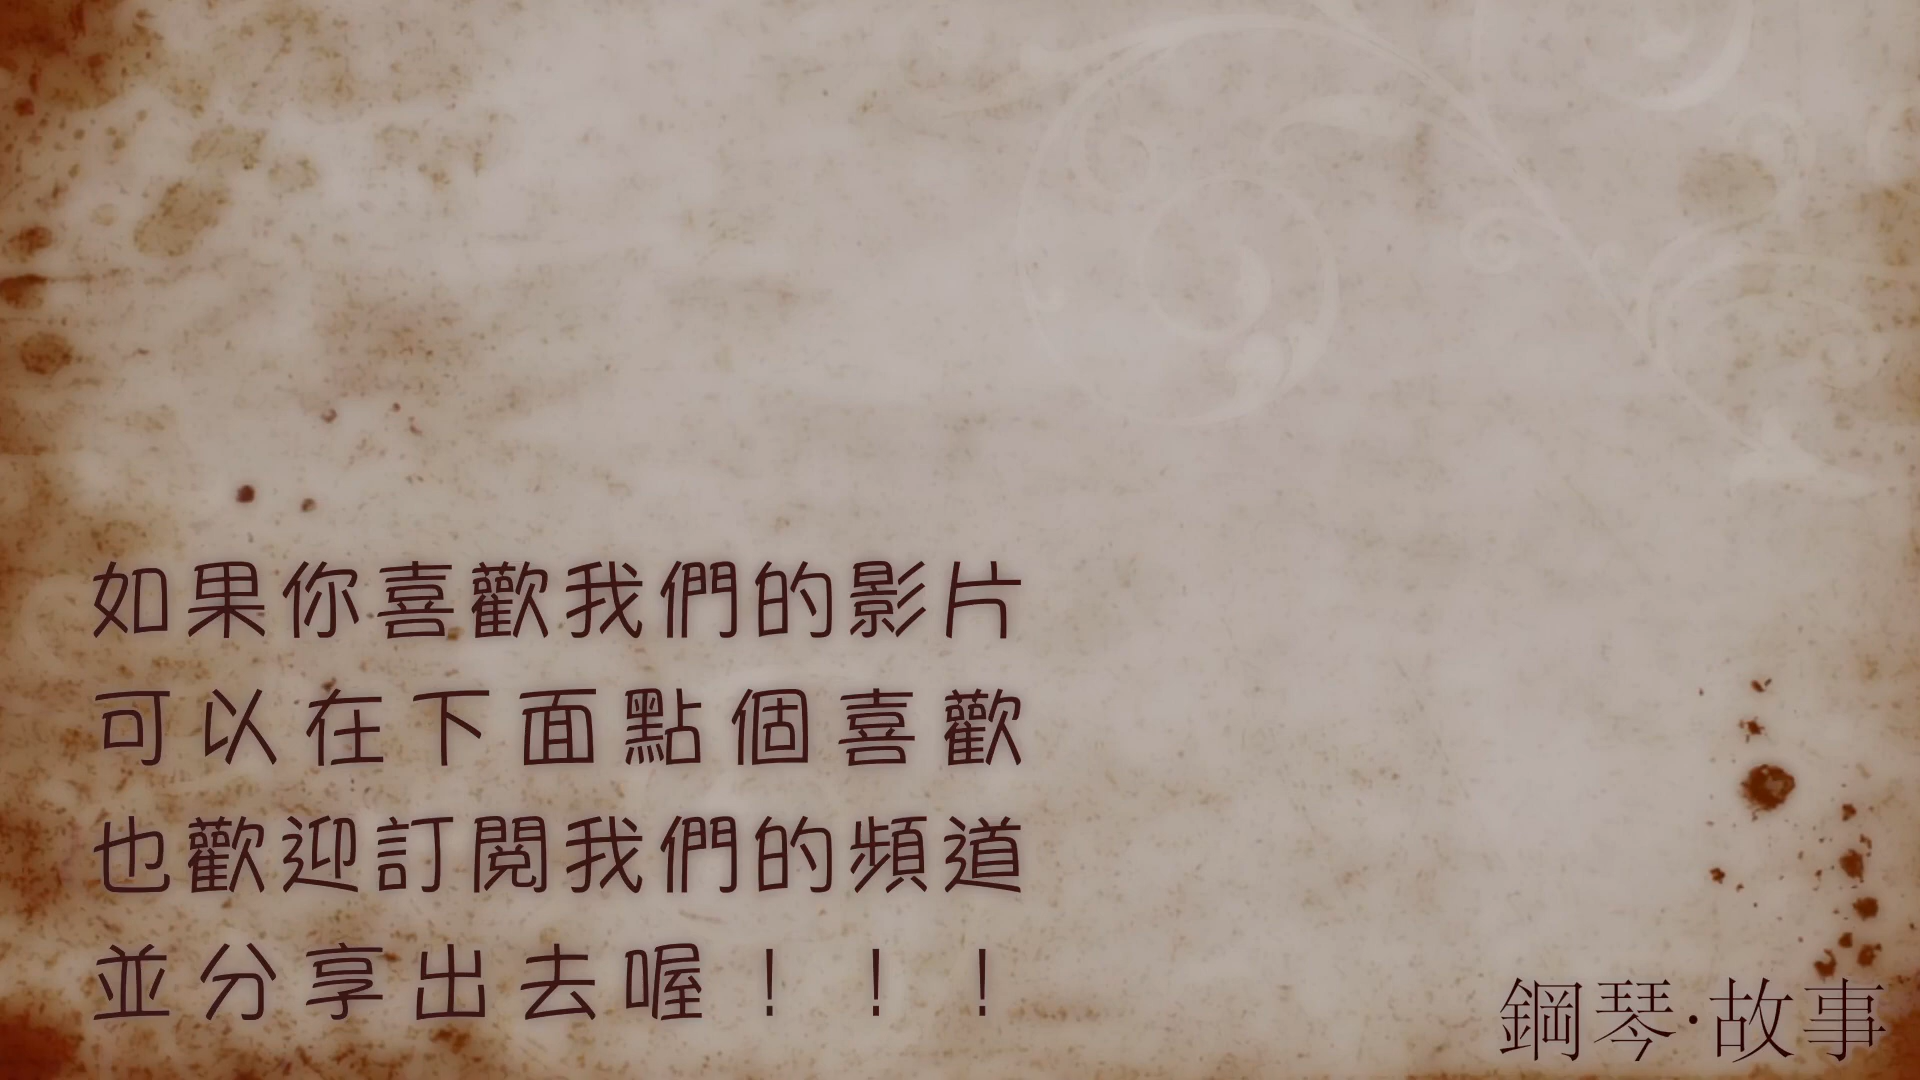 如果你喜歡我們的影片
可以在下面點個喜歡
也歡迎訂閱我們的頻道
並分享出去喔！！！
鋼琴·故事